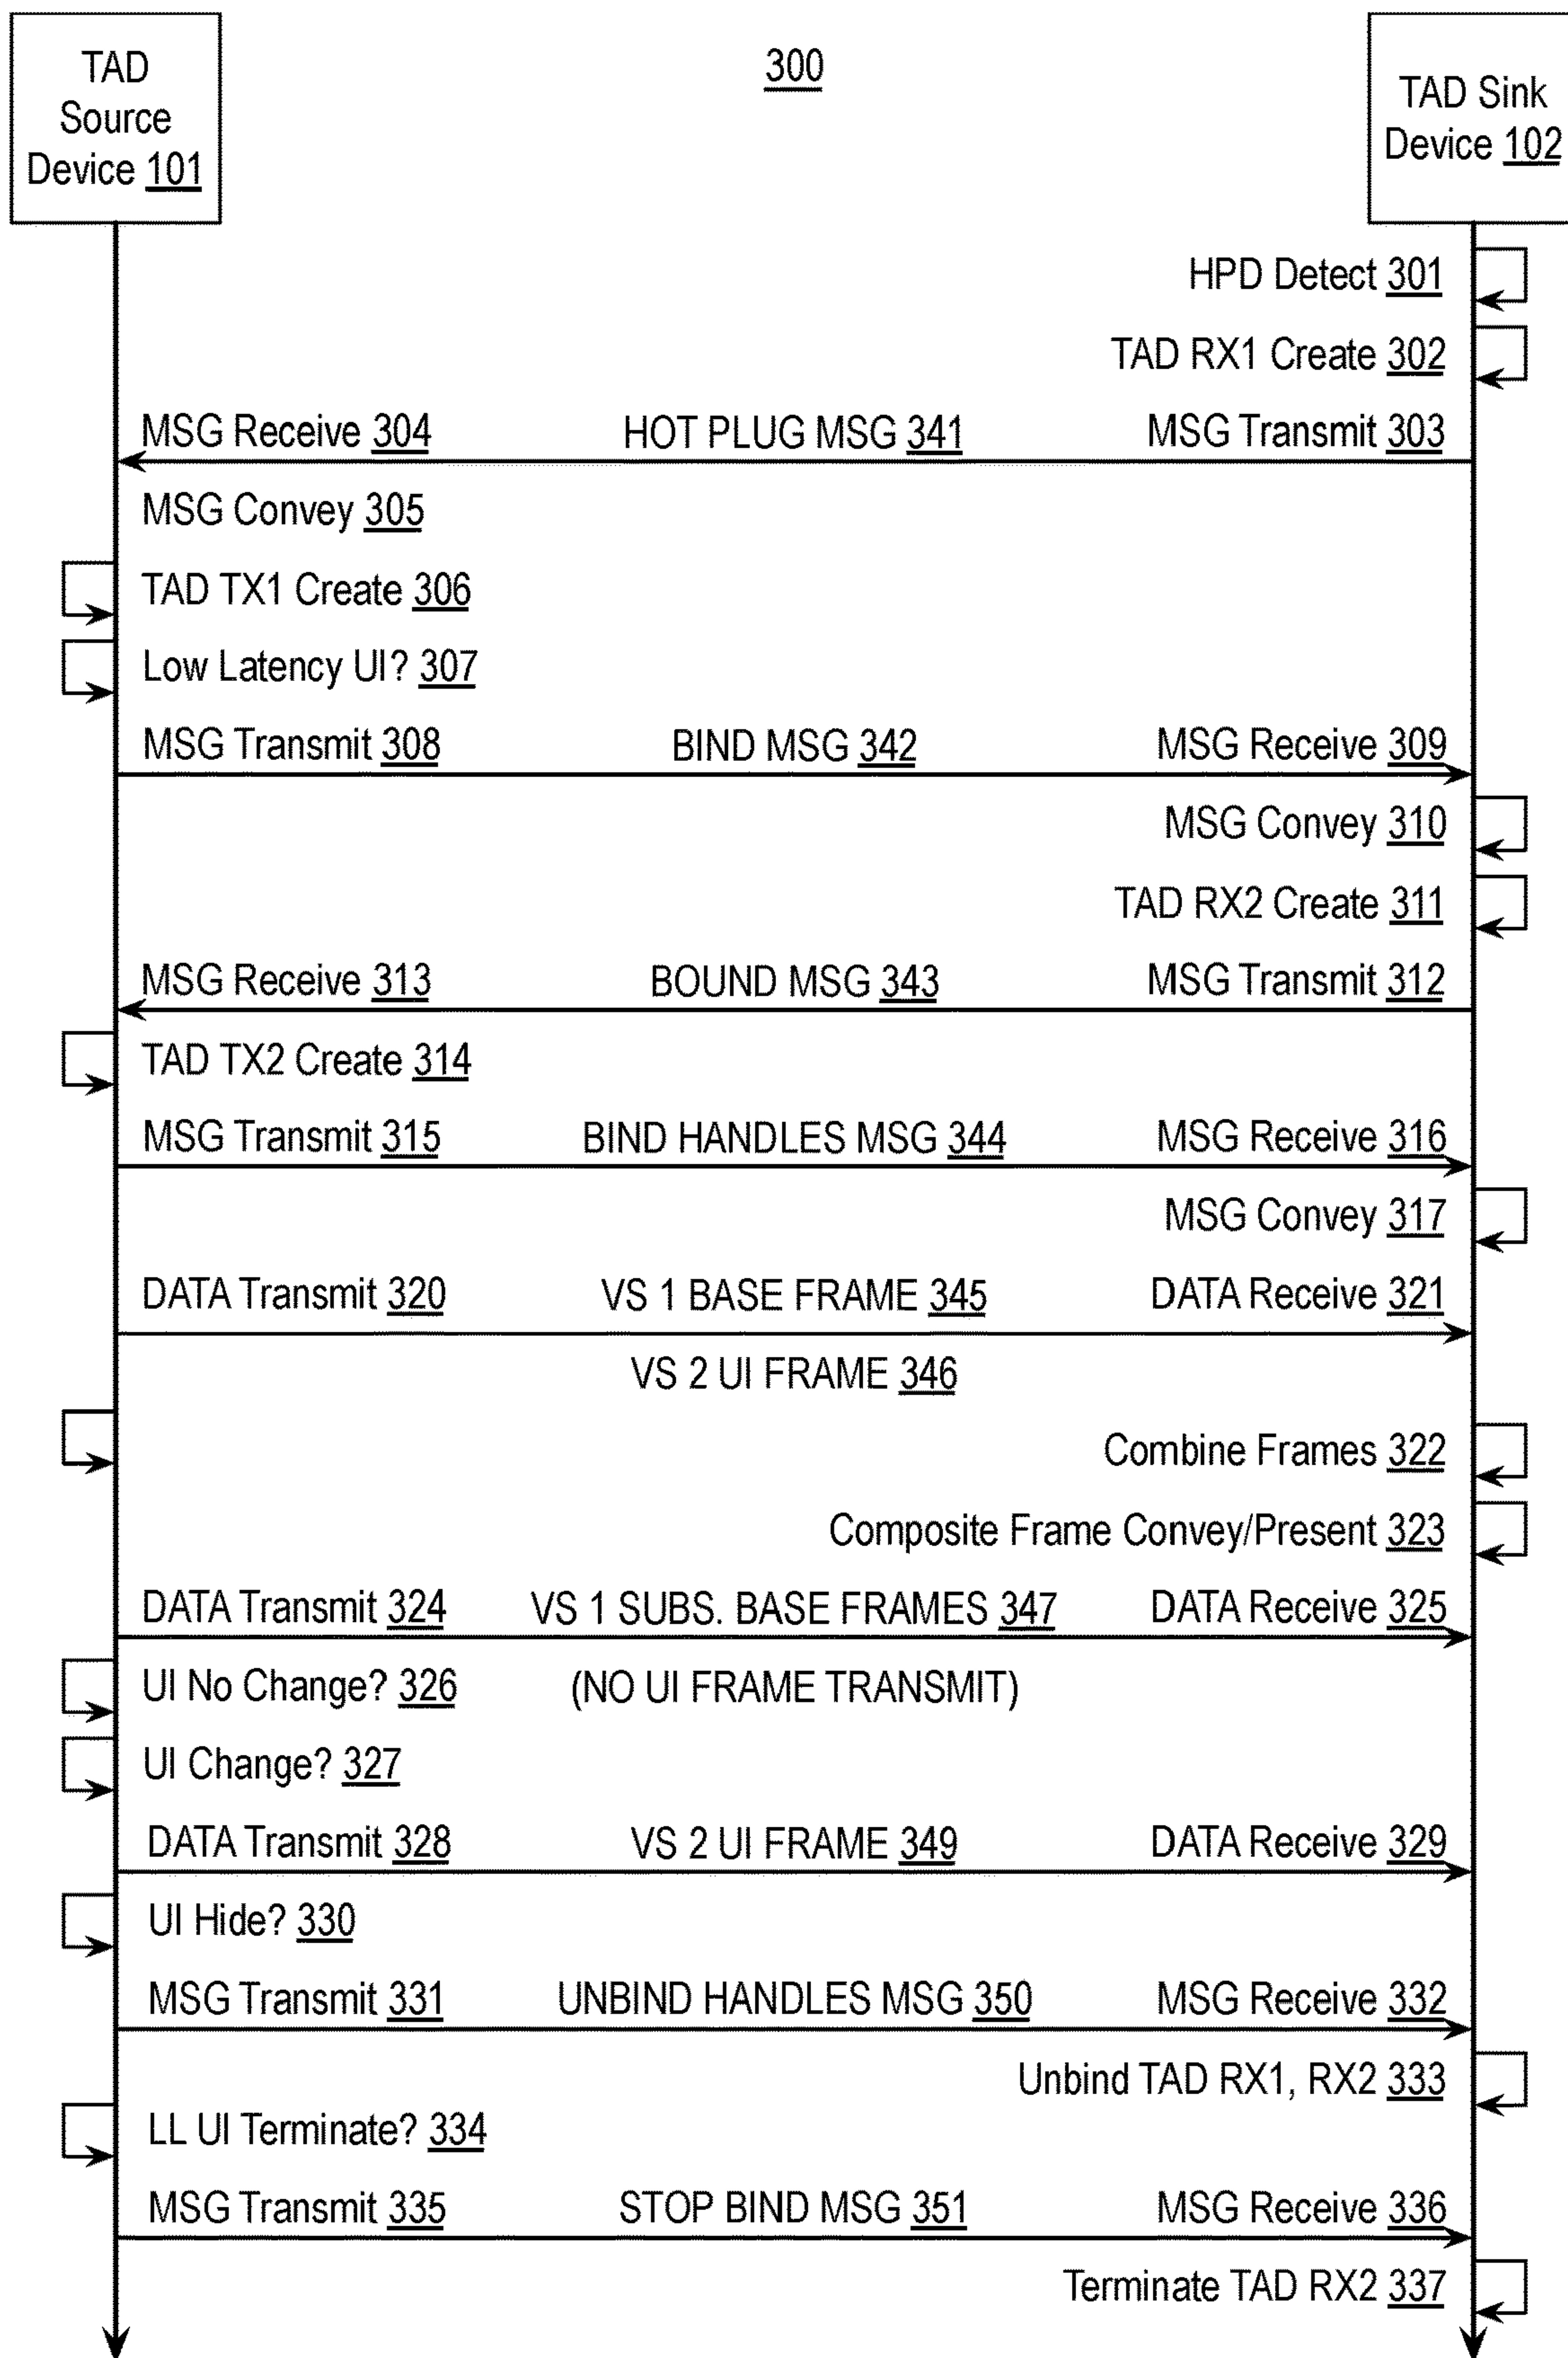 TAD
Source
Device 101
300
TAD Sink
Device 102
HPD Detect 301
TAD RX1 Create 302
MSG Receive 304 HOT PLUG MSG 341 MSG Transmit 303
MSG Convey 305
TAD TX1 Create 306
Low Latency UI? 307
MSG Transmit 308 BIND MSG 342 MSG Receive 309
MSG Convey 310
TAD RX2 Create 311
MSG Receive 313 BOUND MSG 343 MSG Transmit 312
TAD TX2 Create 314
MSG Transmit 315 BIND HANDLES MSG 344 MSG Receive 316
MSG Convey 317
DATA Transmit 320 VS 1 BASE FRAME 345 DATA Receive 321
VS 2 UI FRAME 346
Combine Frames 322
Composite Frame Convey/Present 323
DATA Transmit 324 VS 1 SUBS. BASE FRAMES 347 DATA Receive 325
UI No Change? 326 (NO UI FRAME TRANSMIT)
UI Change? 327
DATA Transmit 328 VS 2 UI FRAME 349 DATA Receive 329
UI Hide? 330
MSG Transmit 331 UNBIND HANDLES MSG 350 MSG Receive 332
Unbind TAD RX1, RX2 333
LL UI Terminate? 334
MSG Transmit 335 STOP BIND MSG 351 MSG Receive 336
Terminate TAD RX2 337